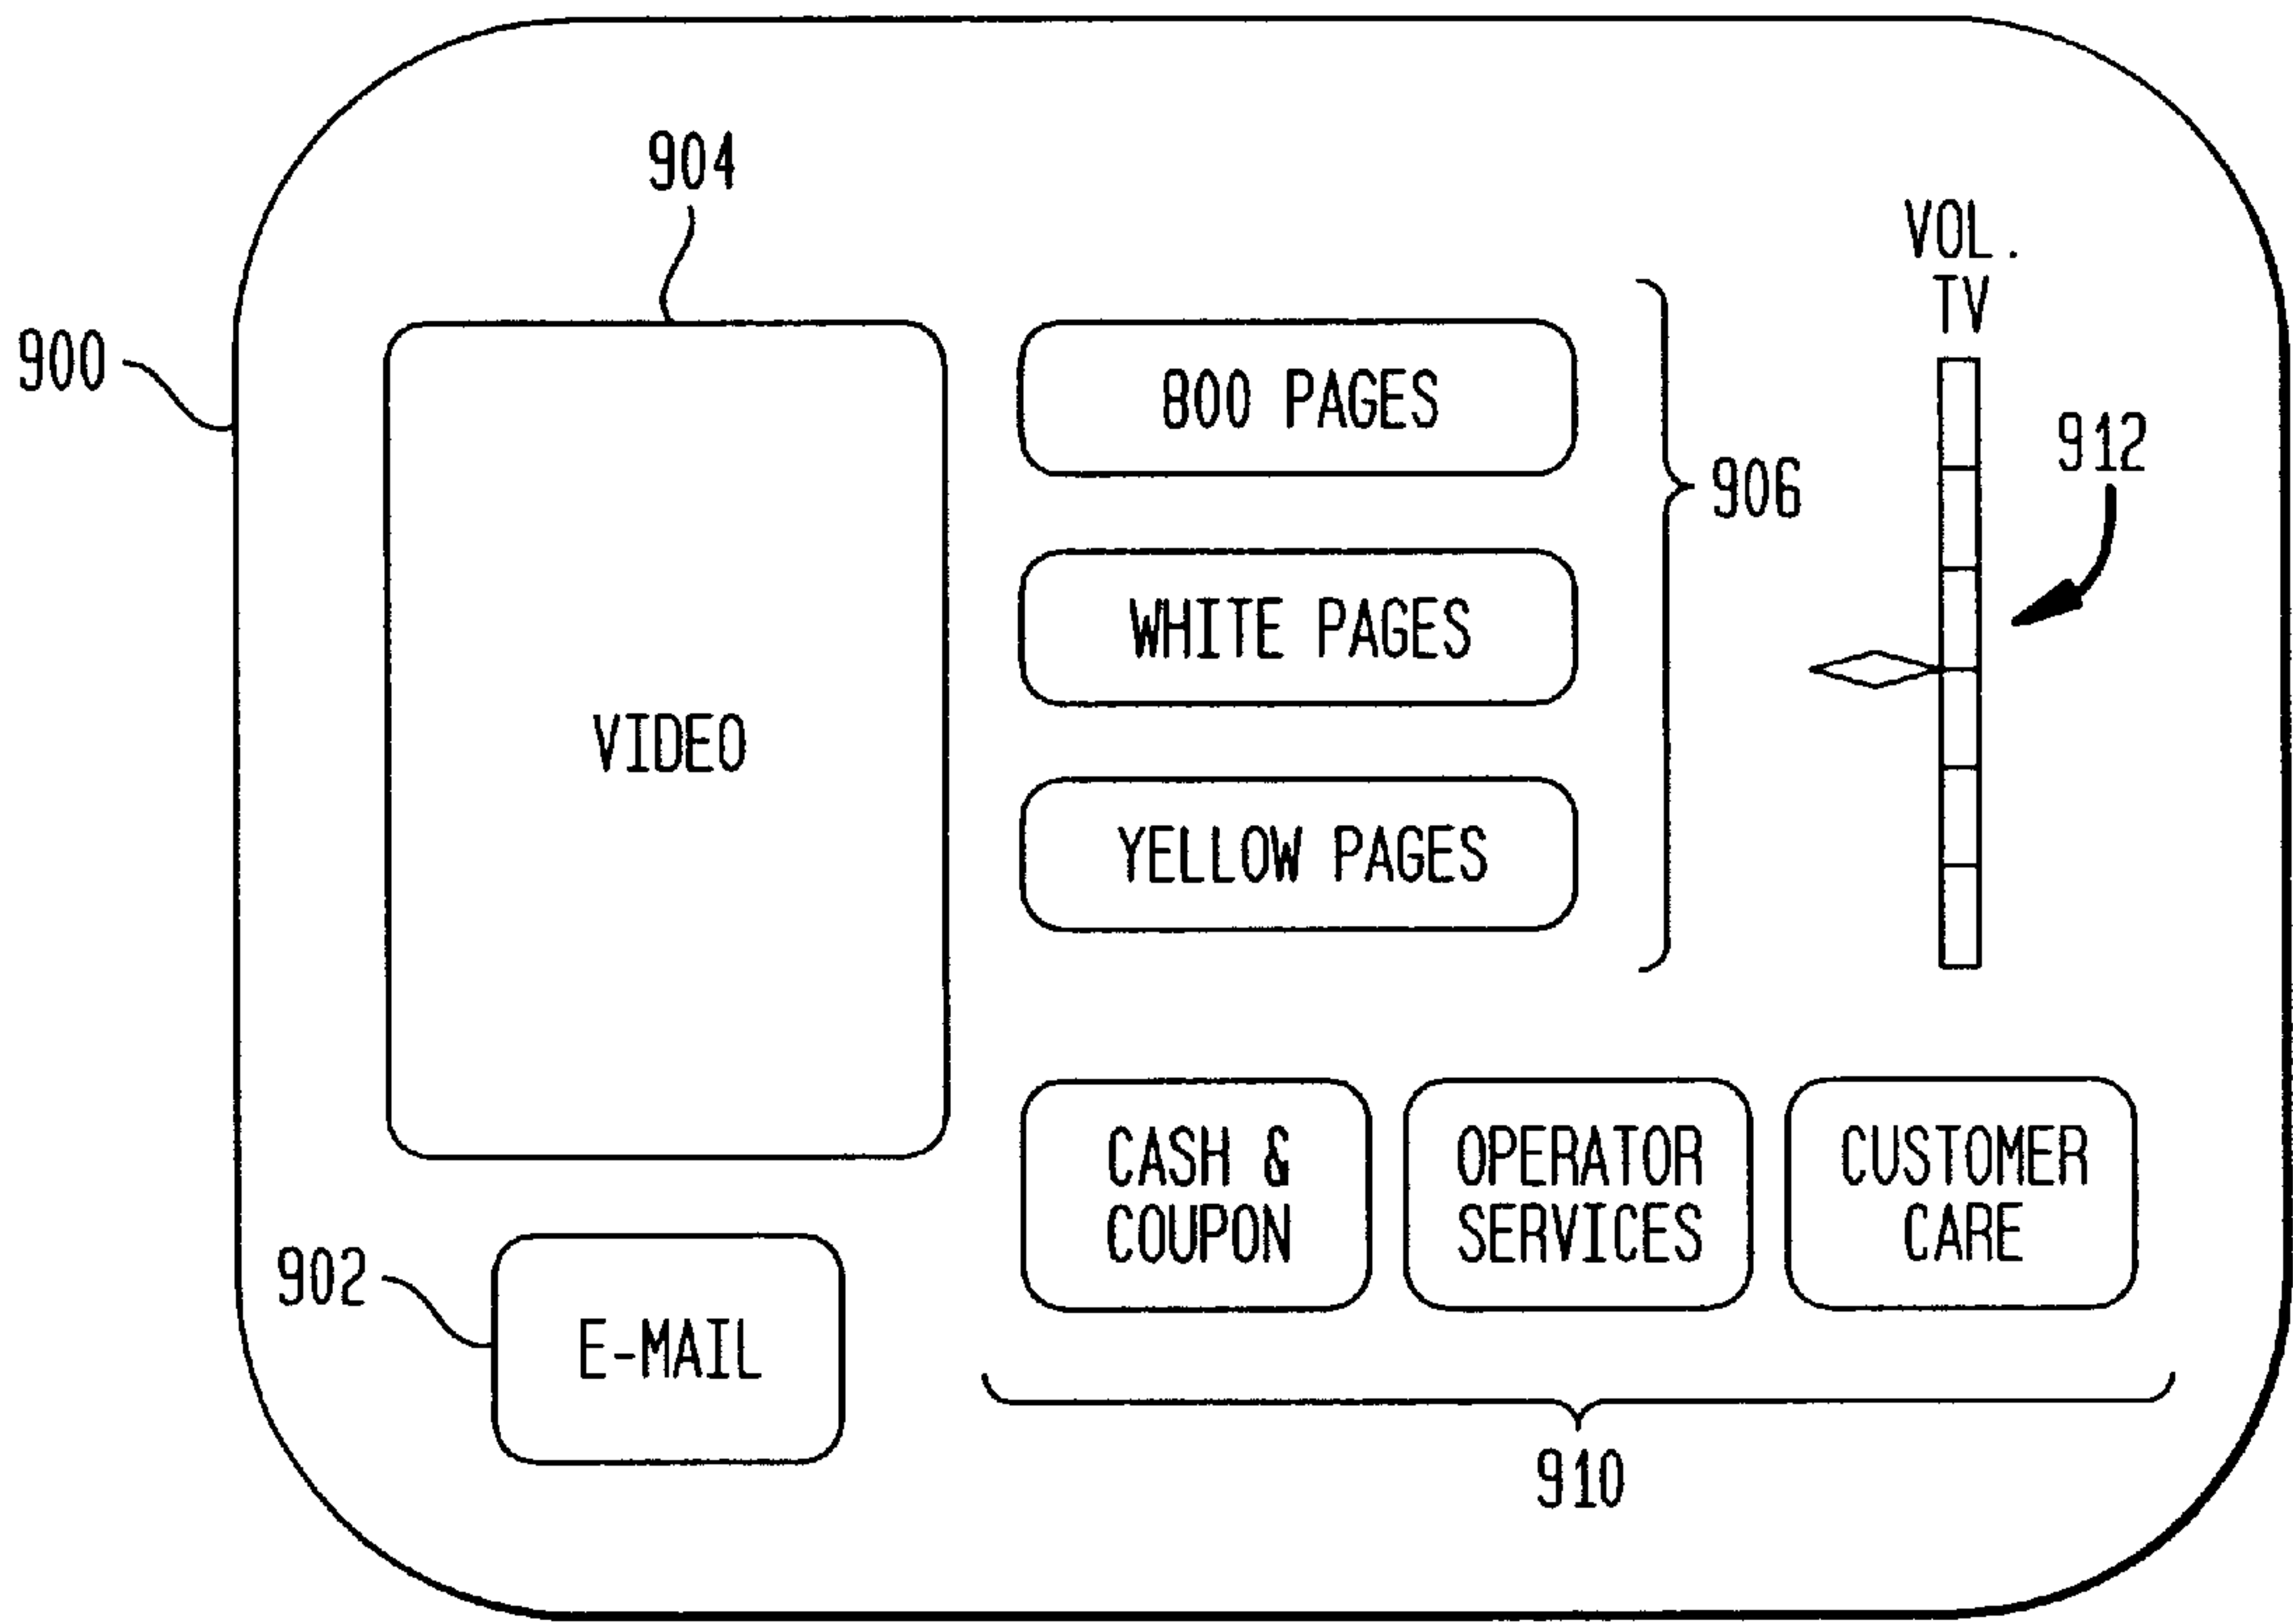 904
VOL.
TV
900
800 PAGES
912
906
WHITE PAGES
VIDEO
YELLOW PAGES
CASH &
COUPON
OPERATOR
SERVICES
CUSTOMER
CARE
902
E-MAIL
910